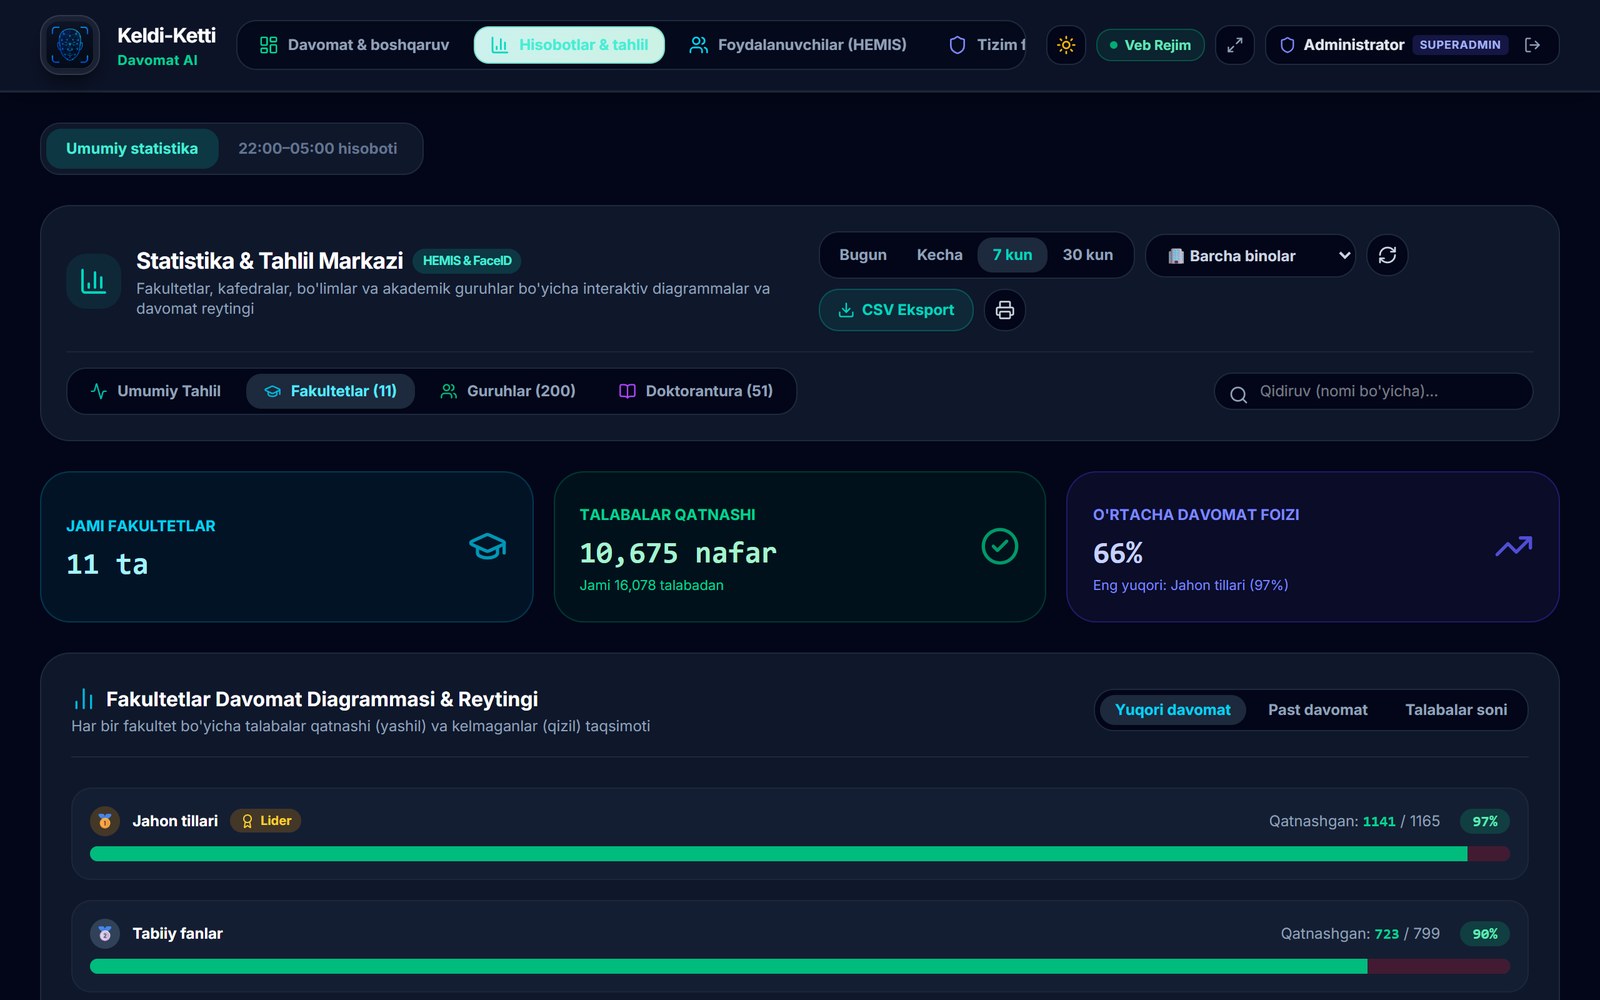 Keldi-Ketti
Davomat AI
Davomat & boshqaruv
Hisobotlar & tahlil
Foydalanuvchilar (HEMIS)
Tizim
Veb Rejim
Administrator
SUPERADMIN
Umumiy statistika
22:00–05:00 hisoboti
Statistika & Tahlil Markazi
HEMIS & FaceID
Fakultetlar, kafedralar, bo'limlar va akademik guruhlar bo'yicha interaktiv diagrammalar va
davomat reytingi
Bugun
Kecha
7 kun
30 kun
Barcha binolar
CSV Eksport
Umumiy Tahlil
Fakultetlar (11)
Guruhlar (200)
Doktorantura (51)
Qidiruv (nomi bo'yicha)...
JAMI FAKULTETLAR
11 ta
TALABALAR QATNASHI
10,675 nafar
Jami 16,078 talabadan
O'RTACHA DAVOMAT FOIZI
66%
Eng yuqori: Jahon tillari (97%)
Fakultetlar Davomat Diagrammasi & Reytingi
Har bir fakultet bo'yicha talabalar qatnashi (yashil) va kelmaganlar (qizil) taqsimoti
Yuqori davomat
Past davomat
Talabalar soni
Jahon tillari
Lider
Qatnashgan: 1141 / 1165
97%
Tabiiy fanlar
Qatnashgan: 723 / 799
90%